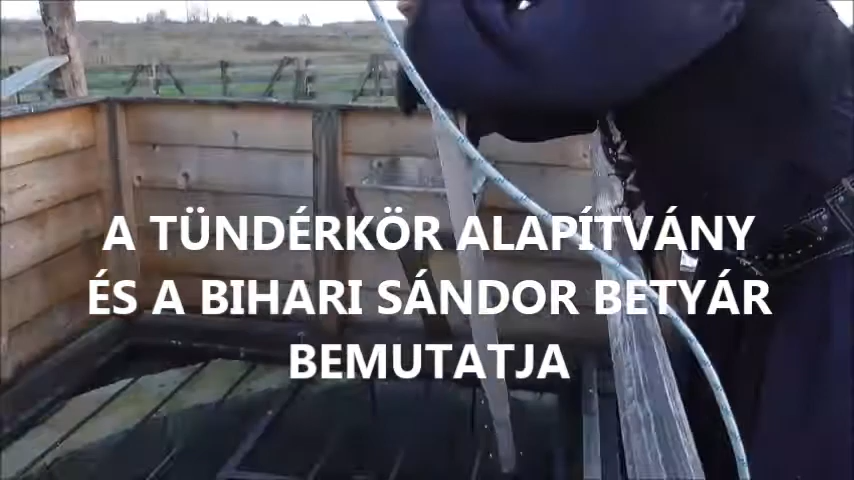 A TÜNDÉRKÖR ALAPÍTVÁNY
ÉS A BIHARI SÁNDOR BETYÁR
BEMUTATJA